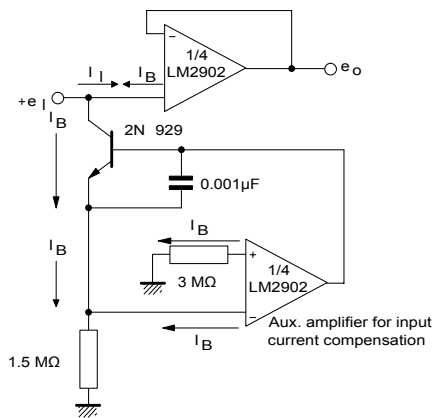 −
1/4
LM2902
e o
I I
I B
+e I
I B
2N 929
0.001µF
I B
I B
3 MΩ
+
1/4
LM2902
−
I B
Aux. amplifier for input
current compensation
1.5 MΩ